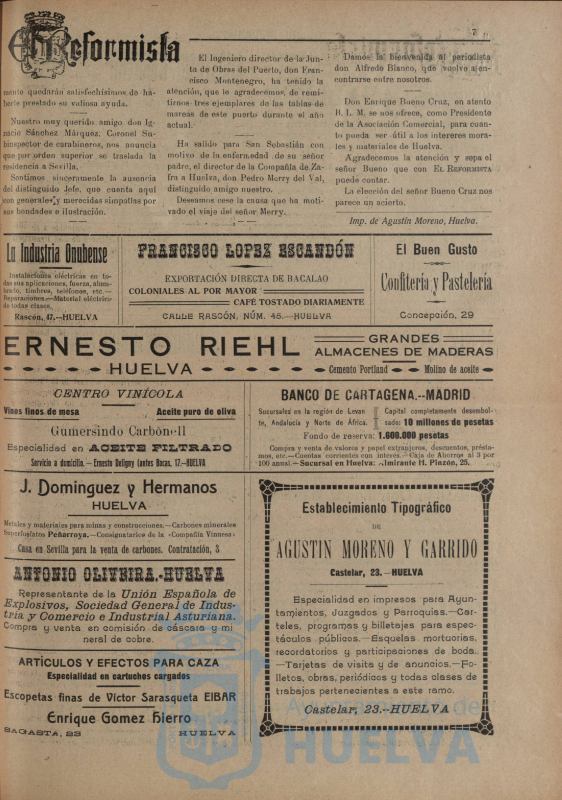 El Reformista
7
mente quedarán satisfechísimos de ha-
berle prestado su valiosa ayuda.
Nuestro muy querido amigo don Ig-
nacio Sánchez Márquez, Coronel Su-
binspector de carabineros, nos anuncia
que por orden superior se traslada la
residencia a Sevilla.
Sentimos sinceramente la ausencia
del distinguido Jefe, que cuenta aquí
con generales y merecidas simpatías por
sus bondades e ilustración.
El Ingeniero director de la Jun-
ta de Obras del Puerto, don Fran-
cisco Montenegro, ha tenido la
atención, que le agradecemos, de remi-
tirnos tres ejemplares de las tablas de
mareas de este puerto durante el año
actual.
Ha salido para San Sebastián con
motivo de la enfermedad de su señor
padre, el director de la Compañía de Za-
fra a Huelva, don Pedro Merry del Val,
distinguido amigo nuestro.
Deseamos cese la causa que ha moti-
vado el viaje del señor Merry.
Damos la bienvenida al periodista
don Alfredo Blanco, que vuelve a en-
contrarse entre nosotros.
Don Enrique Bueno Cruz, en atento
B. L. M. se nos ofrece, como Presidente
de la Asociación Comercial, para cuan-
to pueda ser útil a los intereres mora-
les y materiales de Huelva.
Agradecemos la atención y sepa el
señor Bueno que con EL REFORMISTA
puede contar.
La elección del señor Bueno Cruz nos
parece un acierto.
Imp. de Agustín Moreno, Huelva.
La Industria Onubense
Instalaciones eléctricas en to-
das sus aplicaciones, fuerza, alum-
brado, timbres, teléfonos, etc.—
Reparaciones.—Material eléctrico
de todas clases.
Rascón, 47.—HUELVA
FRANCISCO LOPEZ ESCANDÓN
EXPORTACIÓN DIRECTA DE BACALAO
COLONIALES AL POR MAYOR
CAFÉ TOSTADO DIARIAMENTE
CALLE RASCÓN, NÚM. 45.—HUELVA
El Buen Gusto
Confitería y Pastelería
Concepción, 29
ERNESTO RIEHL
HUELVA
GRANDES
ALMACENES DE MADERAS
Cemento Portland
Molino de aceite
CENTRO VINÍCOLA
Vinos finos de mesa Aceite puro de oliva
Gumersindo Carbonell
Especialidad en ACEITE FILTRADO
Servicio a domicilio.—Ernesto Deligny (antes Bocas, 17.—HUELVA
BANCO DE CARTAGENA.--MADRID
Sucursales en la región de Levan
te, Andalucía y Norte de Africa.
Capital completamente desembol-
sado: 10 millones de pesetas
Fondo de reserva: 1.600.000 pesetas
Compra y venta de valores y papel extranjeros, descuentos, présta-
mos, etc.—Cuentas corrientes con interés.—Caja de Ahorros al 3 por
100 anual.—Sucursal en Huelva: Almirante H. Pinzón, 25.
J. Dominguez y Hermanos
HUELVA
Metales y materiales para minas y construcciones.—Carbones minerales
Superfosfatos Peñarroya.—Consignatarios de la «Compañía Vinuesa»
Casa en Sevilla para la venta de carbones. Contratación, 3
ANTONIO OLIVEIRA.-HUELVA
Representante de la Unión Española de
Explosivos, Sociedad General de Indus-
tria y Comercio e Industrial Asturiana.
Compra y venta en comisión de cáscara y mi
neral de cobre.
ARTÍCULOS Y EFECTOS PARA CAZA
Especialidad en cartuchos cargados
Escopetas finas de Victor Sarasqueta EIBAR
Enrique Gomez hierro
SAGASTA, 23 HUELVA
Establecimiento Tipográfico
DE
AGUSTIN MORENO Y GARRIDO
Castelar, 23.—HUELVA
Especialidad en impresos para Ayun-
tamientos, Juzgados y Parroquias.—Car-
teles, programas y billetajes para espec-
táculos públicos.—Esquelas mortuorias,
recordatorios y participaciones de boda.
—Tarjetas de visita y de anuncios.—Fo-
lletos, obras, periódicos y todas clases de
trabajos pertenecientes a este ramo.
Castelar, 23.-HUELVA
Ayuntamiento de
HUELVA